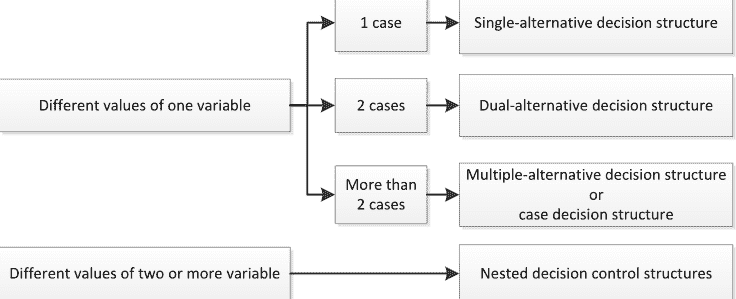 1 case
Single-alternative decision structure
Different values of one variable
2 cases
Dual-alternative decision structure
More than
2 cases
Multiple-alternative decision structure
or
case decision structure
Different values of two or more variable
Nested decision control structures